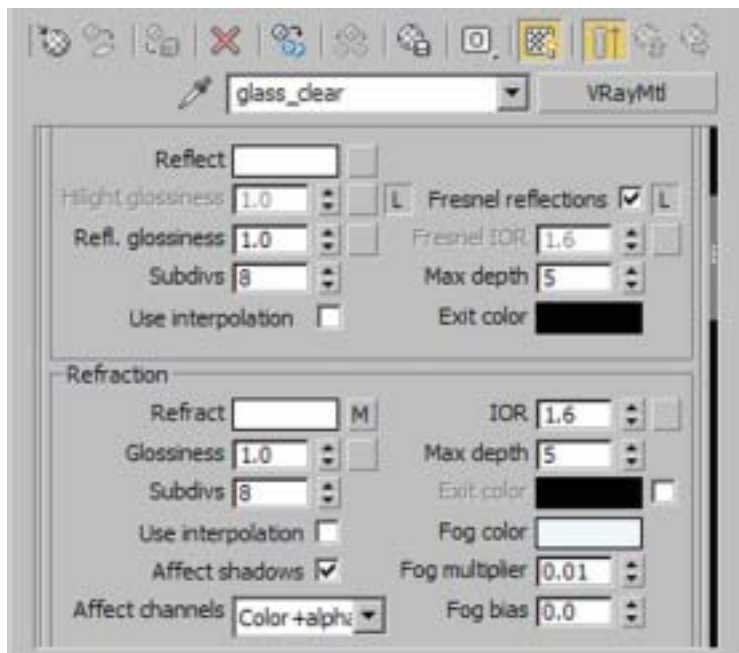 glass_clear VRayMtl
Reflect
Hilight glossiness 1.0 L Fresnel reflections L
Refl. glossiness 1.0 Fresnel IOR 1.6
Subdivs 8 Max depth 5
Use interpolation Exit color
Refraction
Refract M IOR 1.6
Glossiness 1.0 Max depth 5
Subdivs 8 Exit color
Use interpolation Fog color
Affect shadows Fog multiplier 0.01
Affect channels Color+alpha Fog bias 0.0